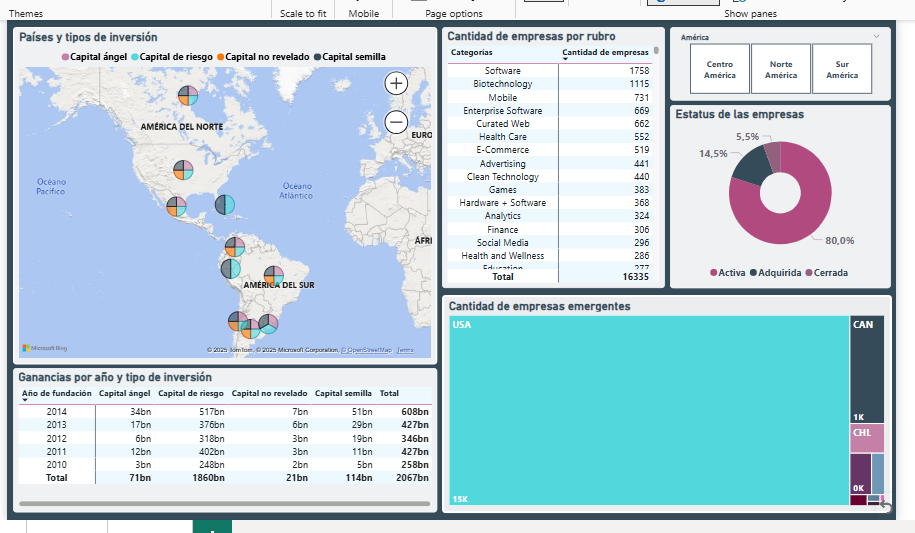 Themes
Scale to fit
Mobile
Page options
Show panes
Países y tipos de inversión
Capital ángel Capital de riesgo Capital no revelado Capital semilla
AMÉRICA DEL NORTE
EURO
Océano
Pacífico
Océano
Atlántico
ÁFRI
AMÉRICA DEL SUR
Microsoft Bing
© 2025 TomTom, © 2025 Microsoft Corporation, © OpenStreetMap Terms
Cantidad de empresas por rubro
Categorías Cantidad de empresas
Software 1758
Biotechnology 1115
Mobile 731
Enterprise Software 669
Curated Web 662
Health Care 552
E-Commerce 519
Advertising 441
Clean Technology 440
Games 383
Hardware + Software 368
Analytics 324
Finance 306
Social Media 296
Health and Wellness 286
Education 277
Total 16335
América
Centro
América
Norte
América
Sur
América
Estatus de las empresas
5,5%
14,5%
80,0%
Activa Adquirida Cerrada
Ganancias por año y tipo de inversión
Año de fundación Capital ángel Capital de riesgo Capital no revelado Capital semilla Total
2014 34bn 517bn 7bn 51bn 608bn
2013 17bn 376bn 6bn 29bn 427bn
2012 6bn 318bn 3bn 19bn 346bn
2011 12bn 402bn 3bn 11bn 427bn
2010 3bn 248bn 2bn 5bn 258bn
Total 71bn 1860bn 21bn 114bn 2067bn
Cantidad de empresas emergentes
USA
15K
CAN
1K
CHL
0K